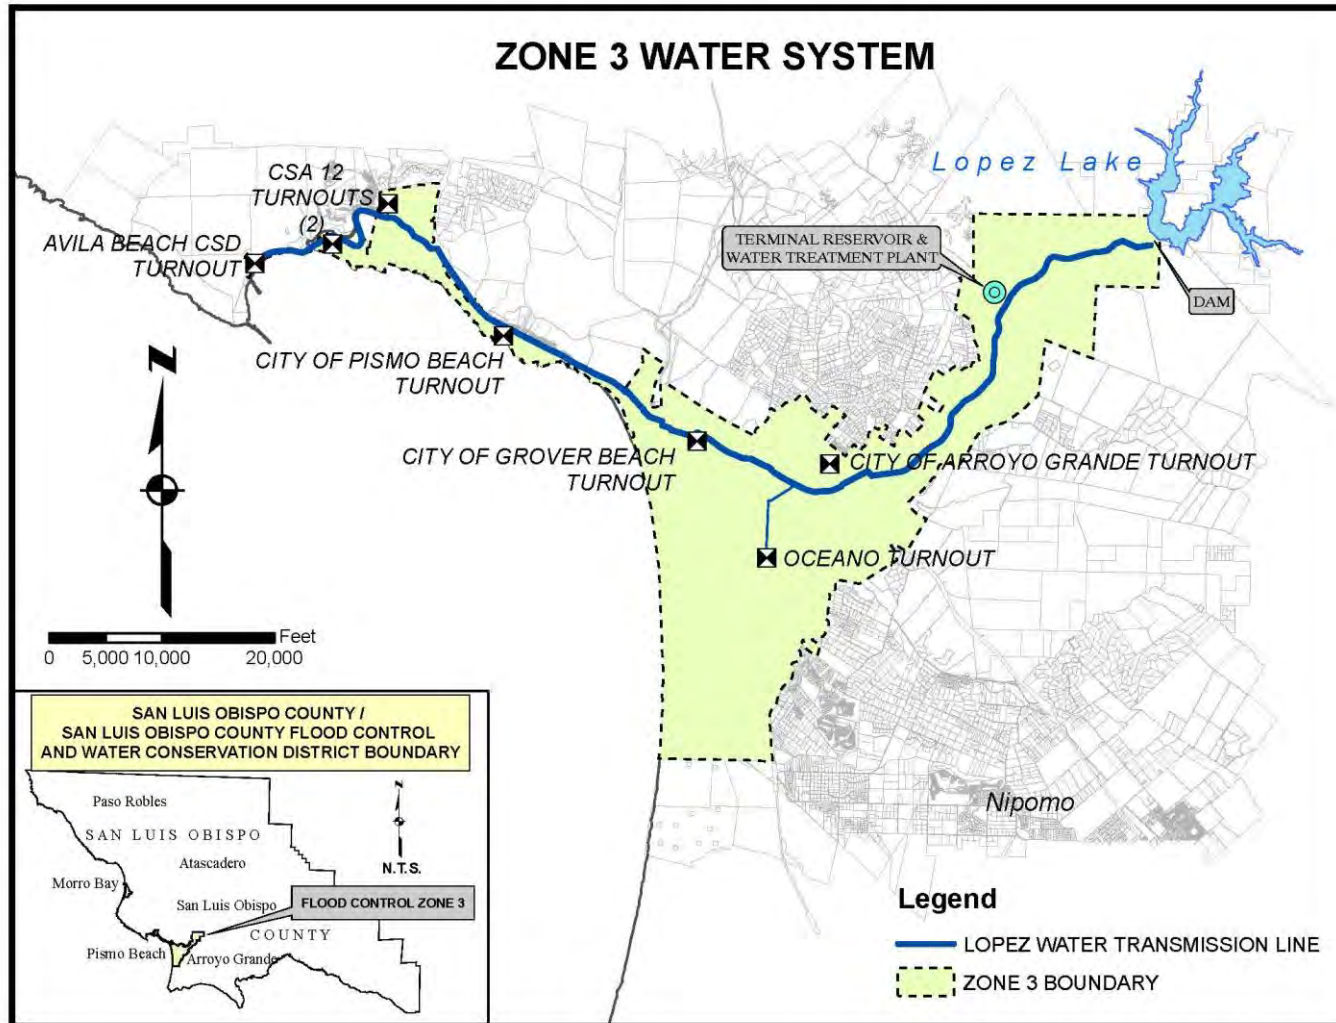 ZONE 3 WATER SYSTEM
Lopez Lake
CSA 12
TURNOUTS
(2)
AVILA BEACH CSD
TURNOUT
TERMINAL RESERVOIR &
WATER TREATMENT PLANT
DAM
CITY OF PISMO BEACH
TURNOUT
CITY OF GROVER BEACH
TURNOUT
CITY OF ARROYO GRANDE TURNOUT
OCEANO TURNOUT
N
Feet
0 5,000 10,000 20,000
Nipomo
SAN LUIS OBISPO COUNTY /
SAN LUIS OBISPO COUNTY FLOOD CONTROL
AND WATER CONSERVATION DISTRICT BOUNDARY
Paso Robles
SAN LUIS OBISPO
Atascadero
N
N.T.S.
Morro Bay
San Luis Obispo
FLOOD CONTROL ZONE 3
COUNTY
Pismo Beach
Arroyo Grande
Legend
LOPEZ WATER TRANSMISSION LINE
ZONE 3 BOUNDARY